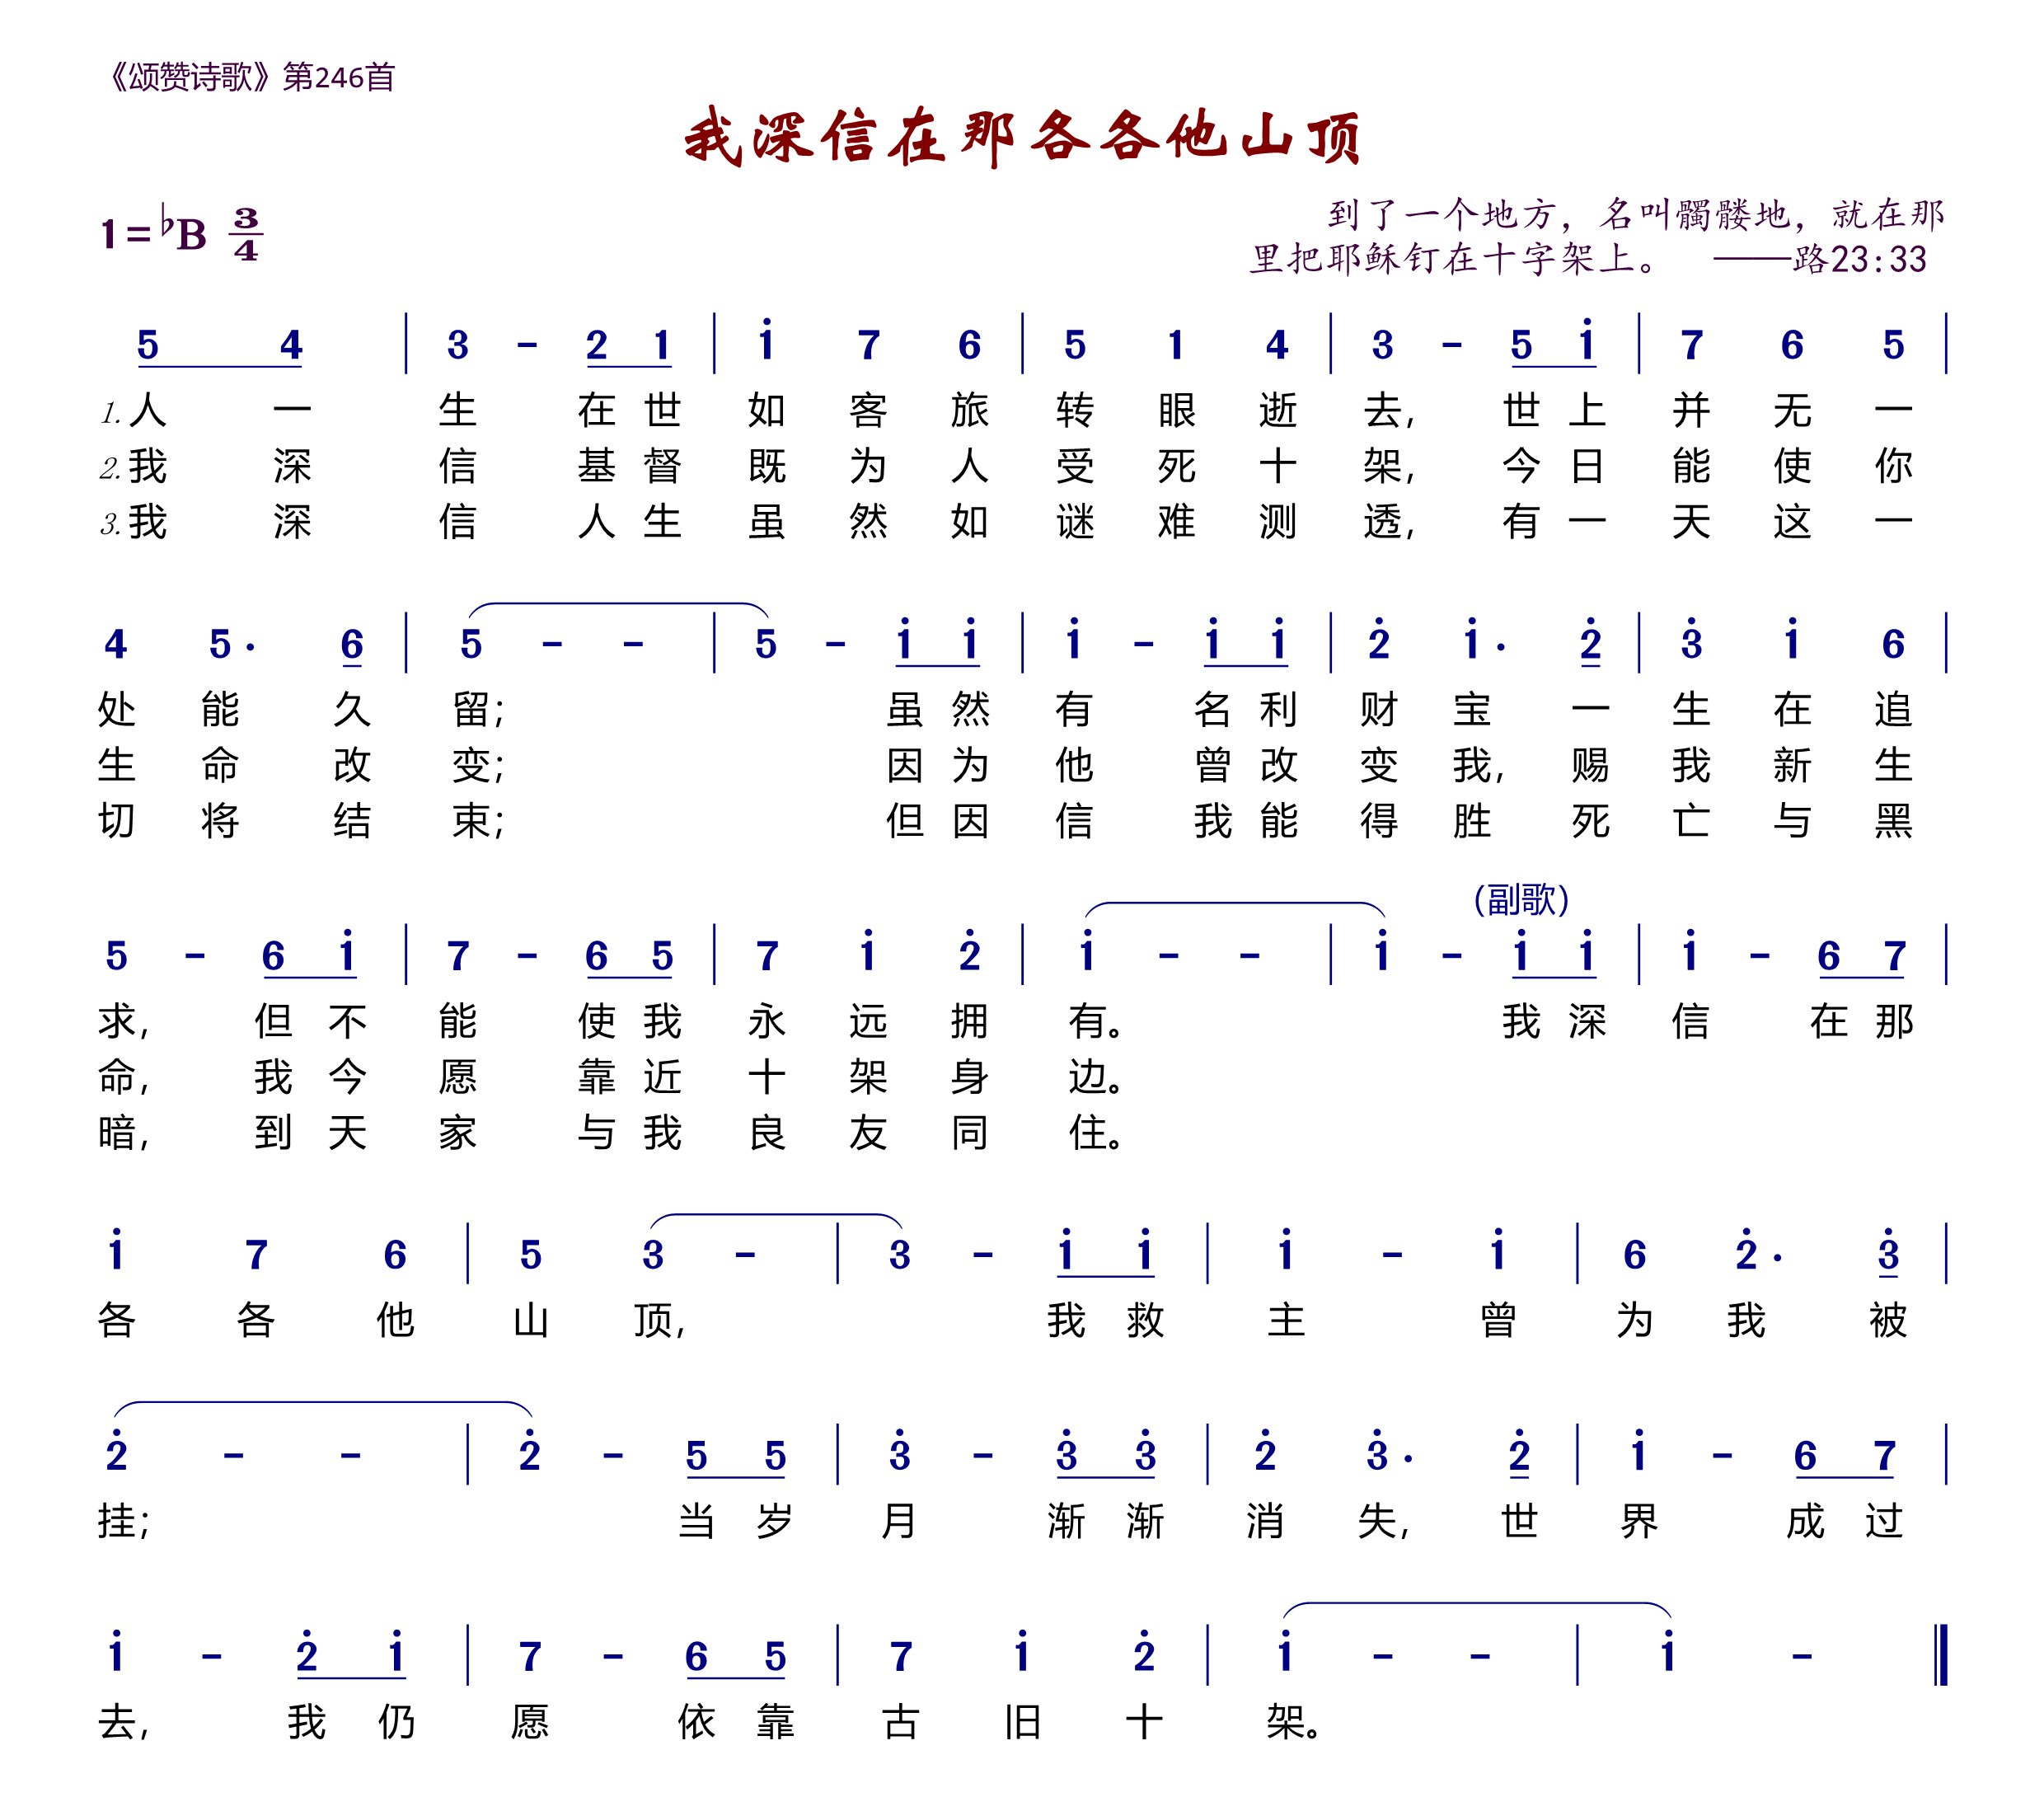 《颂赞诗歌》第246首
我深信在那各各他山顶
1=♭B 3/4
到了一个地方，名叫髑髅地，就在那
里把耶稣钉在十字架上。 ——路23:33
5 4 | 3 - 2 1 | i 7 6 | 5 1 4 | 3 - 5 i | 7 6 5 |
1.人一生在世如客旅转眼逝去，世上并无一
2.我深信基督既为人受死十架，今日能使你
3.我深信人生虽然如谜难测透，有一天这一
4 5· 6 | 5 - - | 5 - i i | i - i i | 2̇ i· 2̇ | 3̇ i 6 |
处能久留；虽然有名利财宝一生在追
生命改变；因为他曾改变我，赐我新生
切将结束；但因信我能得胜死亡与黑
(副歌)
5 - 6 i | 7 - 6 5 | 7 i 2̇ | i - - | i - i i | i - 6 7 |
求，但不能使我永远拥有。我深信在那
命，我今愿靠近十架身边。
暗，到天家与我良友同住。
i 7 6 | 5 3 - | 3 - i i | i - i | 6 2̇· 3̇ |
各各他山顶，我救主曾为我被
2̇ - - | 2̇ - 5 5 | 3̇ - 3̇ 3̇ | 2̇ 3̇· 2̇ | i - 6 7 |
挂；当岁月渐渐消失，世界成过
i - 2̇ i | 7 - 6 5 | 7 i 2̇ | i - - | i - ‖
去，我仍愿依靠古旧十架。